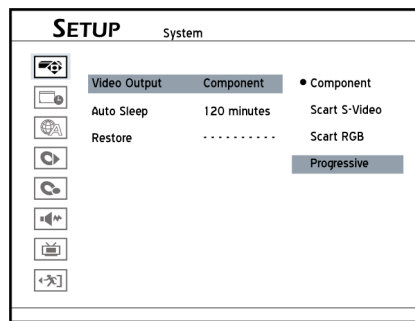 SETUP System
Video Output Component • Component
Auto Sleep 120 minutes Scart S-Video
Restore - - - - - - - - - - Scart RGB
Progressive